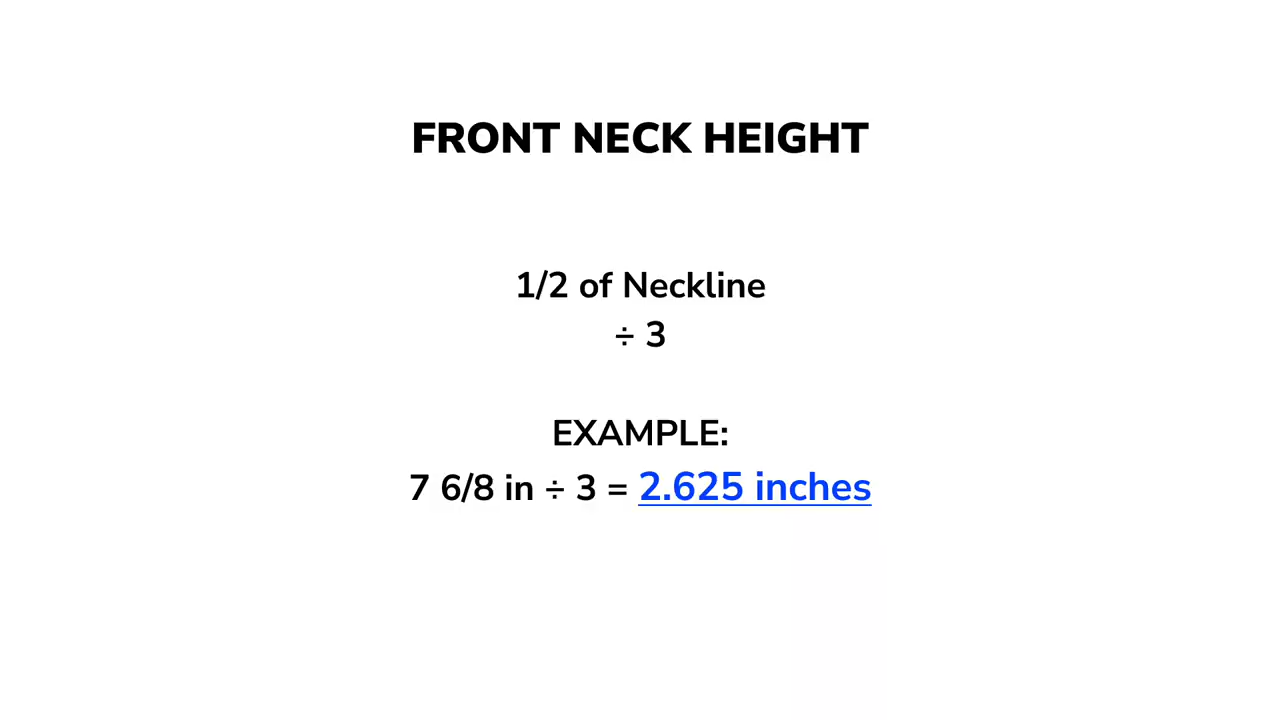 FRONT NECK HEIGHT
1/2 of Neckline
÷ 3
EXAMPLE:
7 6/8 in ÷ 3 = 2.625 inches